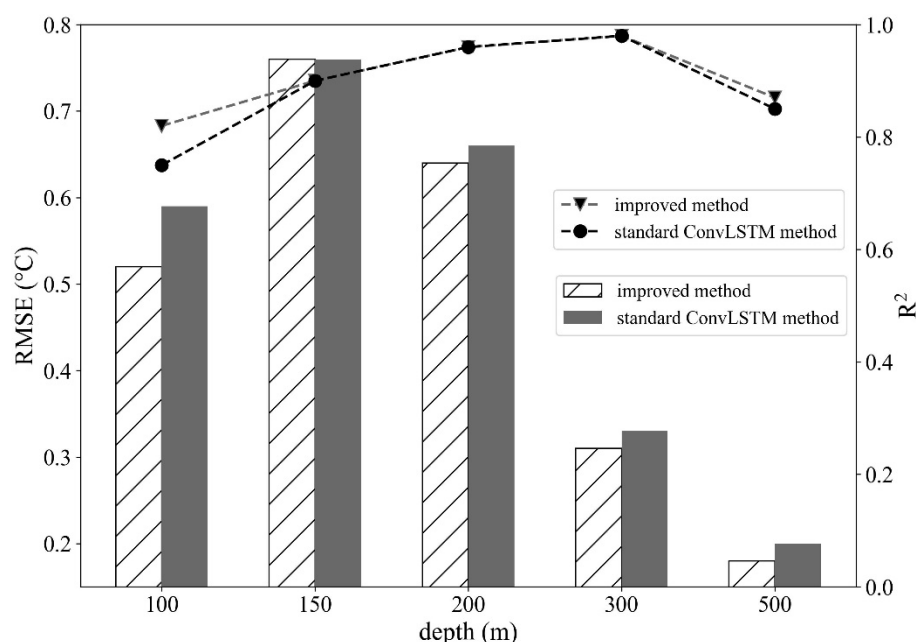 0.8
0.7
0.6
0.5
0.4
0.3
0.2
RMSE (°C)
1.0
0.8
0.6
0.4
0.2
0.0
R²
improved method
standard ConvLSTM method
improved method
standard ConvLSTM method
100 150 200 300 500
depth (m)